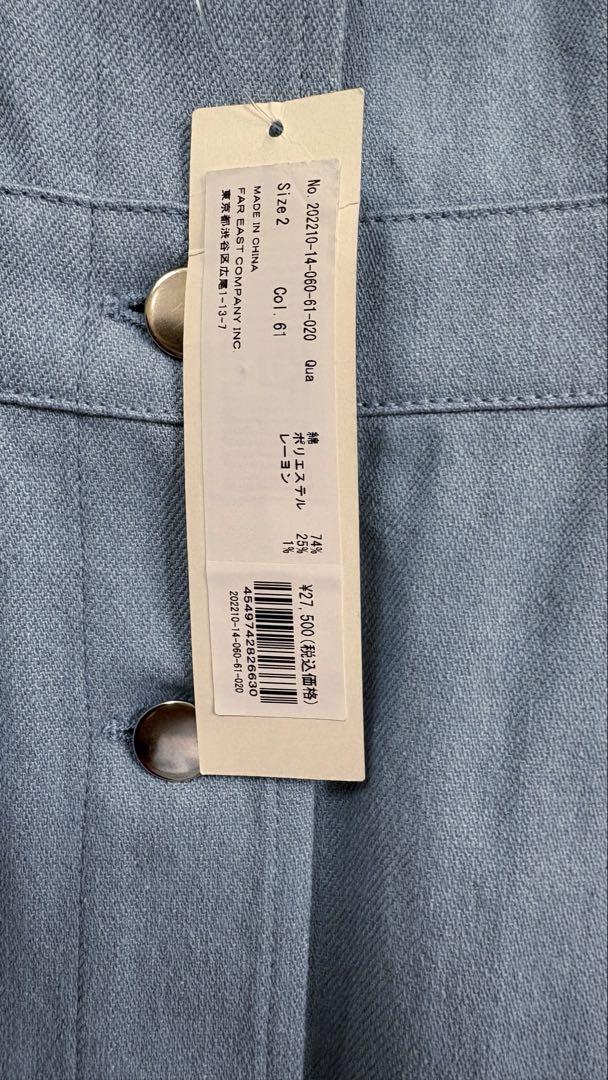 No. 202210-14-060-61-020 Qua
Size 2 Col. 61
MADE IN CHINA
FAR EAST COMPANY INC.
東京都渋谷区広尾1-13-7
綿 74%
ポリエステル 25%
レーヨン 1%
¥27,500(税込価格)
4549742826630
202210-14-060-61-020